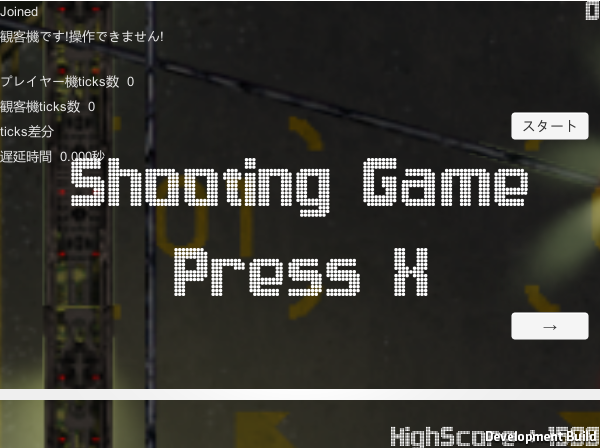 Joined
0
観客機です!操作できません!
プレイヤー機ticks数 0
観客機ticks数 0
ticks差分
遅延時間 0.000秒
スタート
Shooting Game
Press X
→
HighScore
Development Build